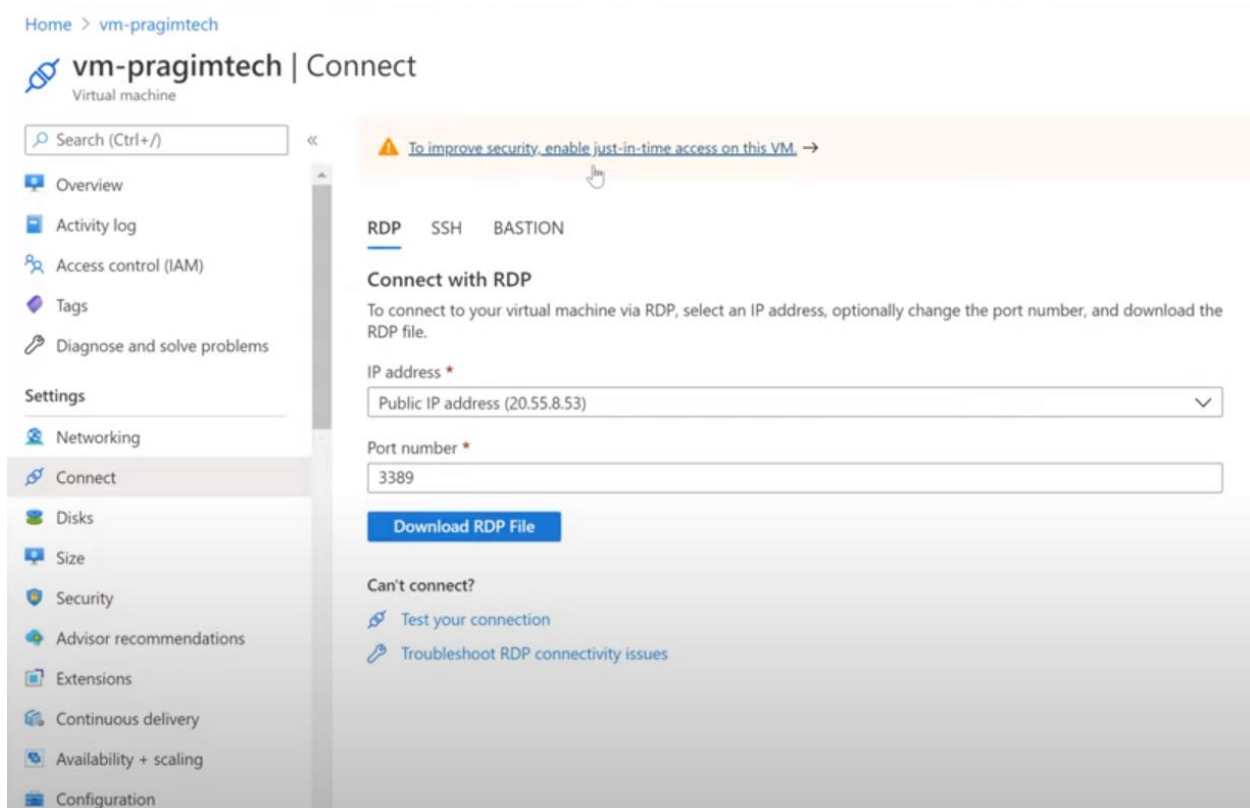 Home > vm-pragimtech
vm-pragimtech | Connect
Virtual machine
Search (Ctrl+/)
«
Overview
Activity log
Access control (IAM)
Tags
Diagnose and solve problems
Settings
Networking
Connect
Disks
Size
Security
Advisor recommendations
Extensions
Continuous delivery
Availability + scaling
Configuration
To improve security, enable just-in-time access on this VM. →
RDP SSH BASTION
Connect with RDP
To connect to your virtual machine via RDP, select an IP address, optionally change the port number, and download the
RDP file.
IP address *
Public IP address (20.55.8.53)
Port number *
3389
Download RDP File
Can't connect?
Test your connection
Troubleshoot RDP connectivity issues